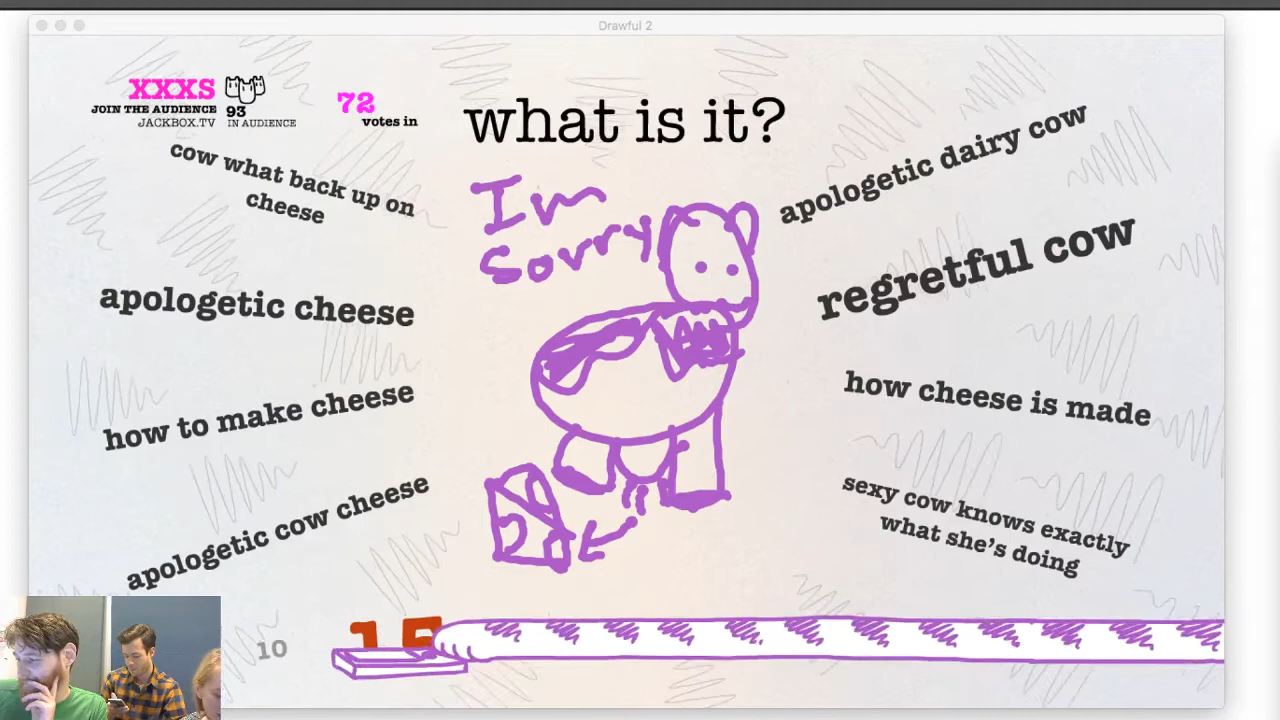 Drawful 2
XXXS
JOIN THE AUDIENCE
JACKBOX.TV
93
IN AUDIENCE
72
votes in
what is it?
cow what back up on
cheese
apologetic cheese
how to make cheese
apologetic cow cheese
Im
Sorry
apologetic dairy cow
regretful cow
how cheese is made
sexy cow knows exactly
what she's doing
10
15